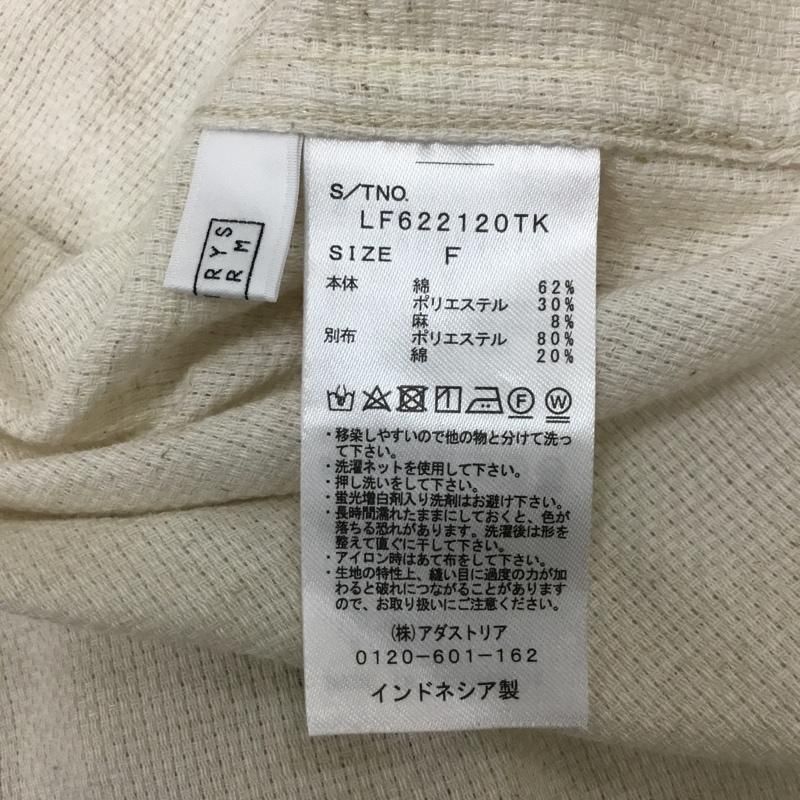 S/TNO.
LF622120TK
SIZE F
本体 綿 62%
ポリエステル 30%
麻 8%
別布 ポリエステル 80%
綿 20%
F W
・移染しやすいので他の物と分けて洗っ
て下さい。
・洗濯ネットを使用して下さい。
・押し洗いをして下さい。
・蛍光増白剤入り洗剤はお避け下さい。
・長時間濡れたままにしておくと、色が
落ちる恐れがあります。洗濯後は形を
整えて直ぐに干して下さい。
・アイロン時はあて布をして下さい。
・生地の特性上、縫い目に過度の力が加
わると破れにつながることがあります
ので、お取り扱いにご注意ください。
(株)アダストリア
0120-601-162
インドネシア製
RYS
RM